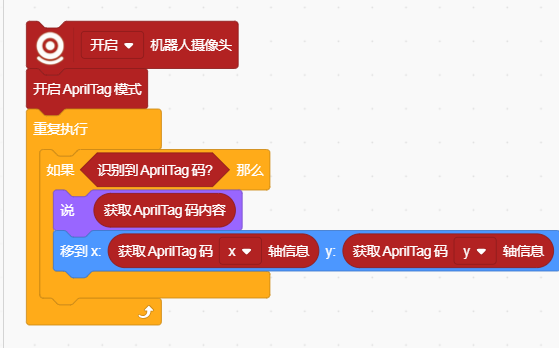 开启 机器人摄像头
开启 AprilTag 模式
重复执行
如果 识别到 AprilTag 码? 那么
说 获取 AprilTag 码内容
移到 x: 获取 AprilTag 码 x 轴信息 y: 获取 AprilTag 码 y 轴信息